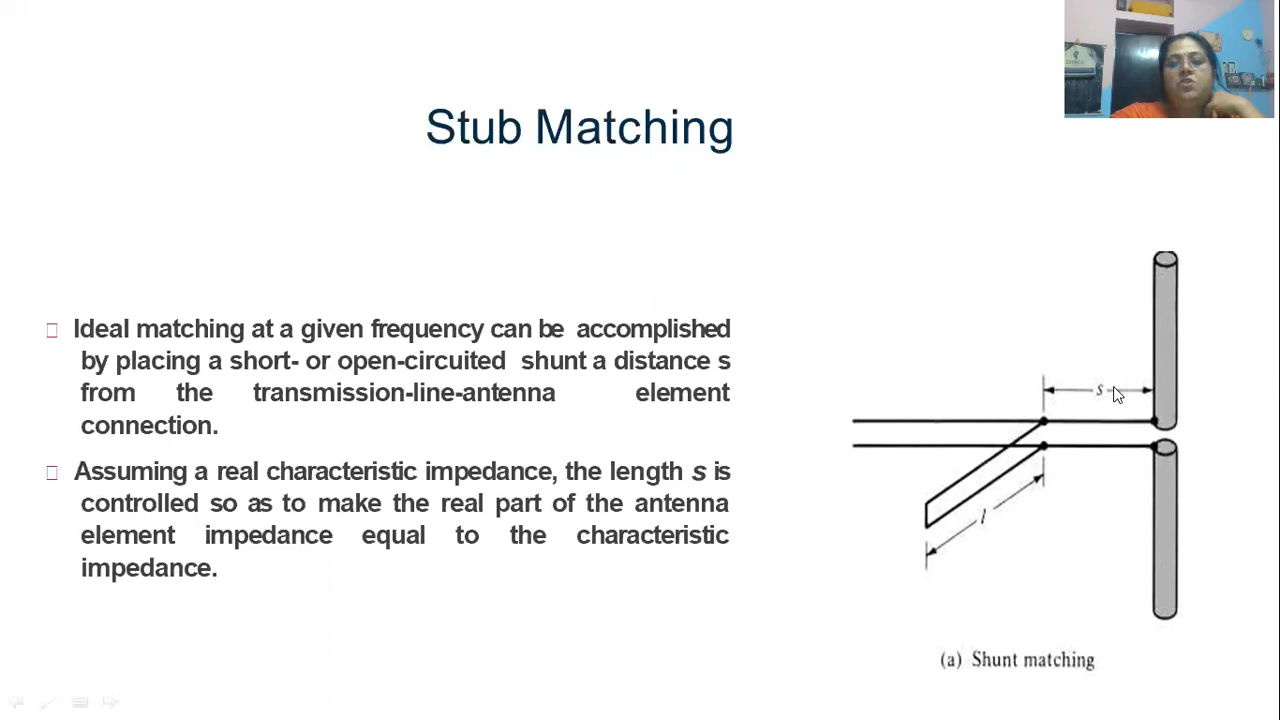 Stub Matching
Ideal matching at a given frequency can be accomplished
by placing a short- or open-circuited shunt a distance s
from the transmission-line-antenna element
connection.
Assuming a real characteristic impedance, the length s is
controlled so as to make the real part of the antenna
element impedance equal to the characteristic
impedance.
s
l
(a) Shunt matching